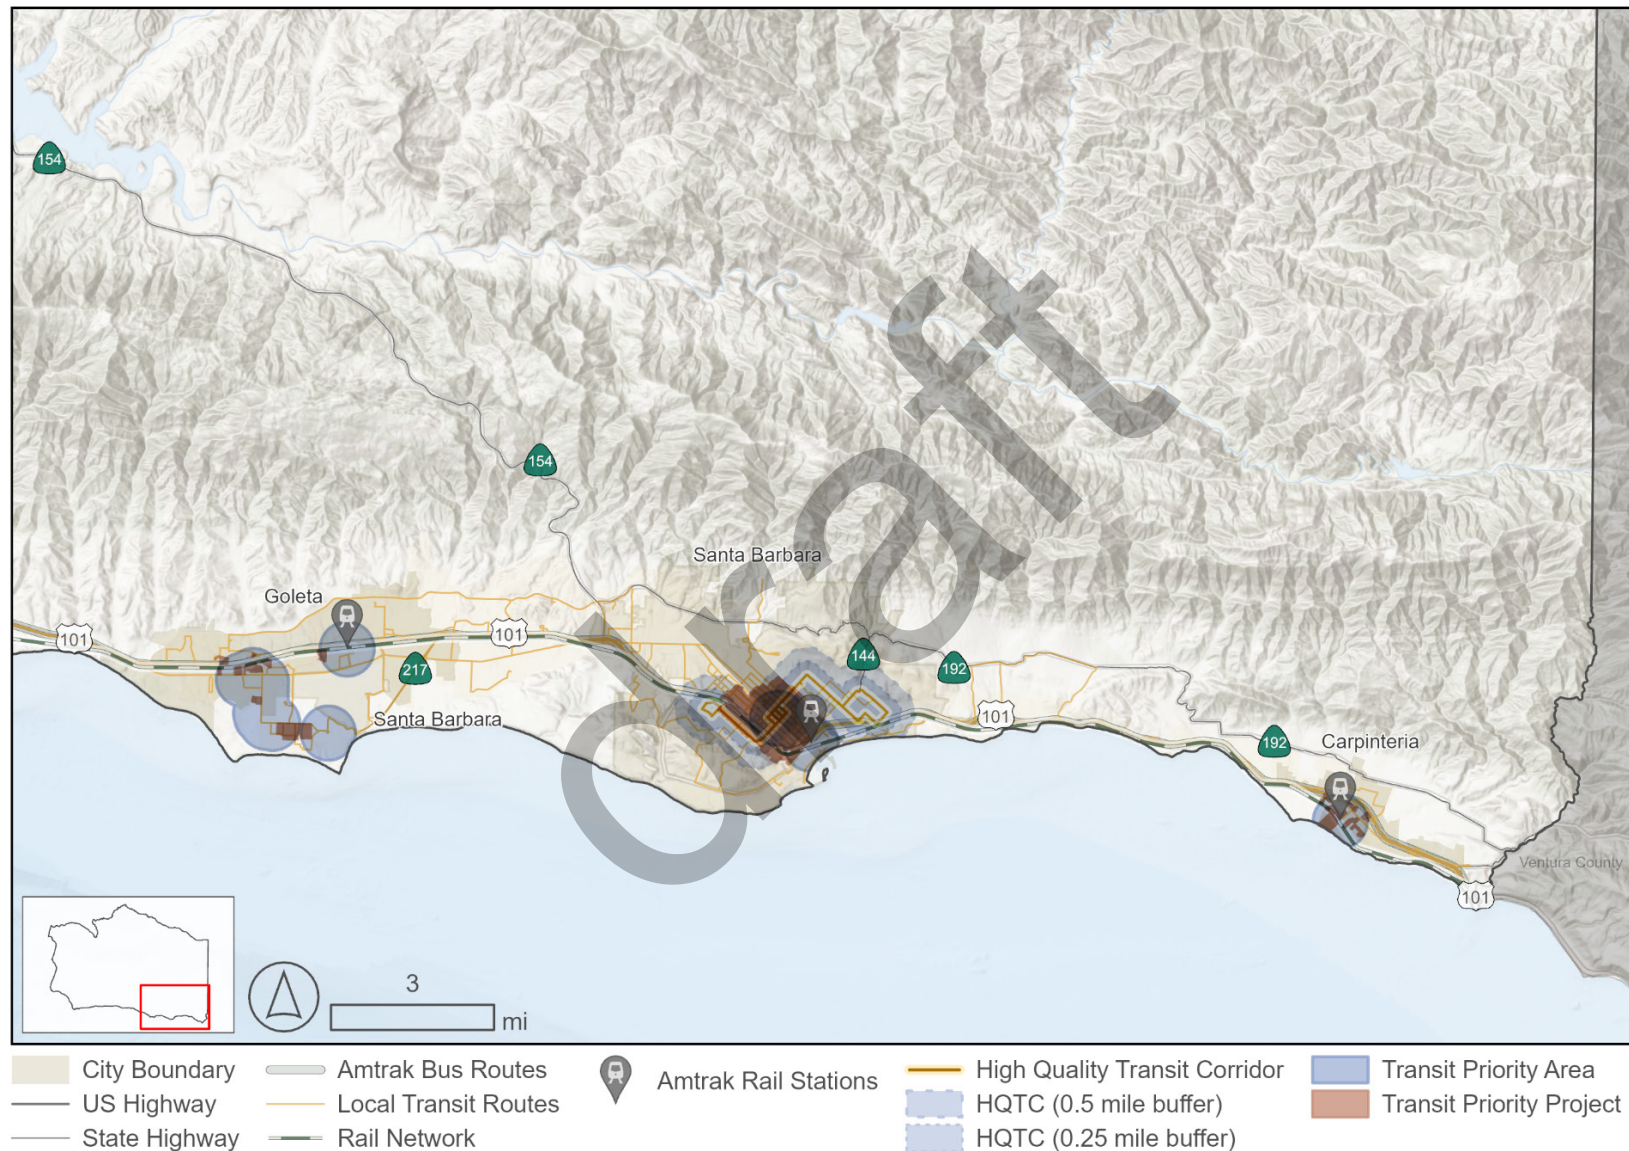 154
154
Santa Barbara
Goleta
101
101
217
144
192
Santa Barbara
101
192
Carpinteria
Ventura County
101
draft
3
mi
City Boundary
US Highway
State Highway
Amtrak Bus Routes
Local Transit Routes
Rail Network
Amtrak Rail Stations
High Quality Transit Corridor
HQTC (0.5 mile buffer)
HQTC (0.25 mile buffer)
Transit Priority Area
Transit Priority Project